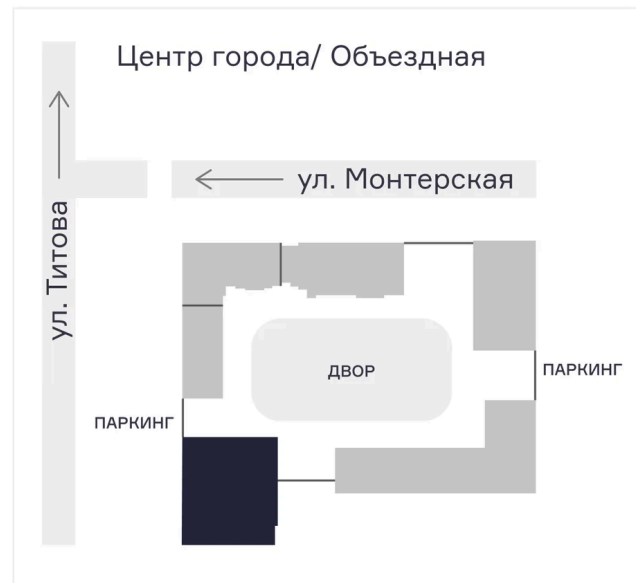 Центр города/ Объездная
ул. Монтерская
ул. Титова
ДВОР
ПАРКИНГ
ПАРКИНГ